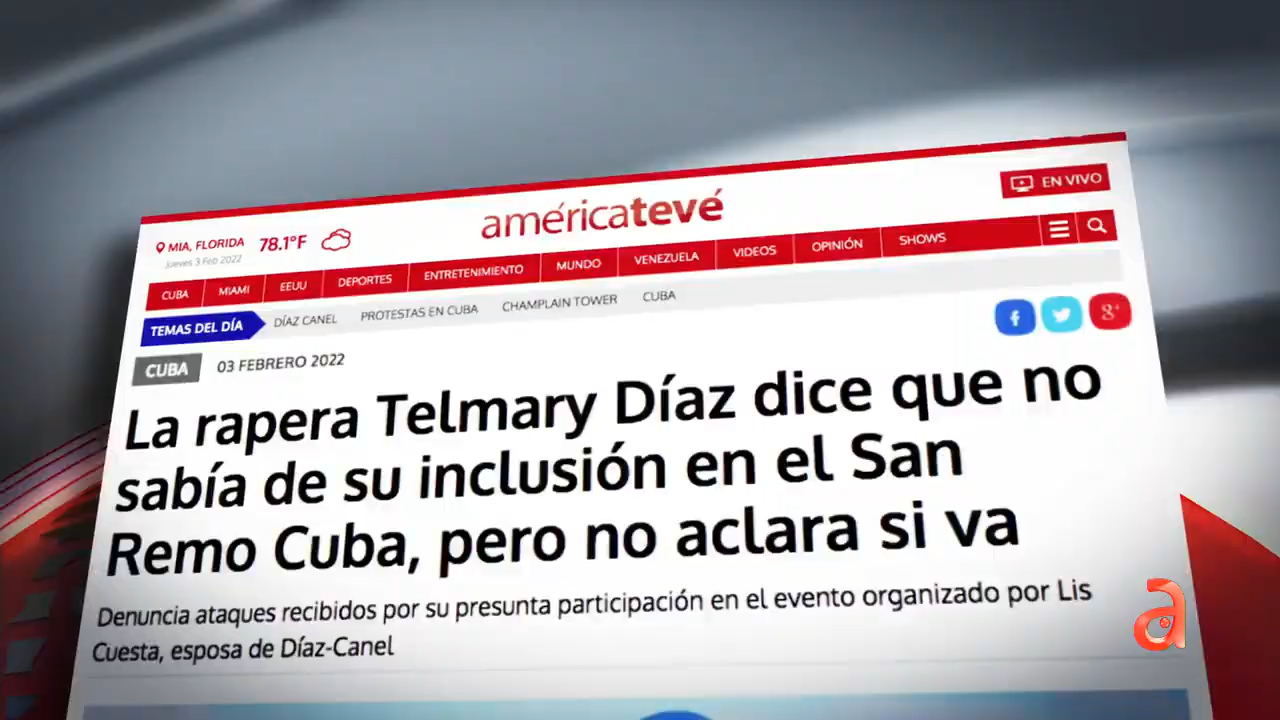 américatevé
EN VIVO
MIA, FLORIDA 78.1°F
Jueves 3 Feb 2022
CUBA MIAMI EEUU DEPORTES ENTRETENIMIENTO MUNDO VENEZUELA VIDEOS OPINIÓN SHOWS
TEMAS DEL DÍA DÍAZ CANEL PROTESTAS EN CUBA CHAMPLAIN TOWER CUBA
CUBA 03 FEBRERO 2022
La rapera Telmary Díaz dice que no
sabía de su inclusión en el San
Remo Cuba, pero no aclara si va
Denuncia ataques recibidos por su presunta participación en el evento organizado por Lis
Cuesta, esposa de Díaz-Canel
a